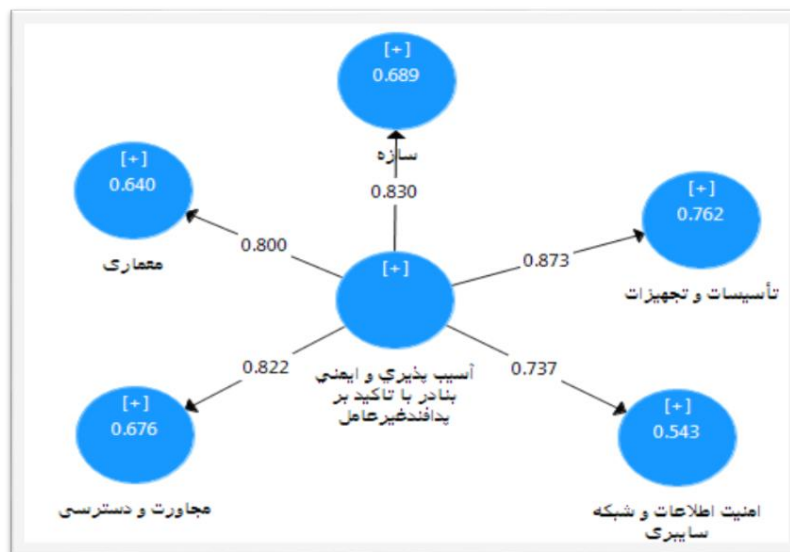 [+]
0.689
سازه
0.830
[+]
0.640
معماری
0.800
[+]
0.762
تأسیسات و تجهیزات
0.873
[+]
آسیب پذیری و ایمنی
بنادر با تاکید بر
پدافندغیرعامل
0.822
[+]
0.676
مجاورت و دسترسی
0.737
[+]
0.543
امنیت اطلاعات و شبکه
سایبری